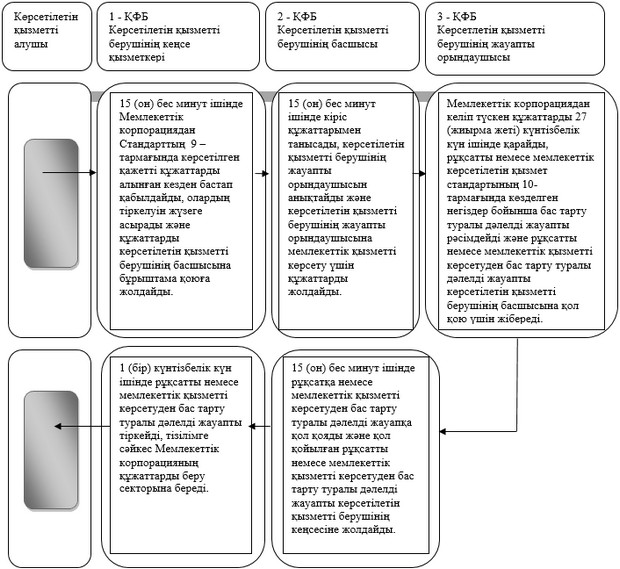 Көрсетілетін
қызметті
алушы
1 - ҚФБ
Көрсетілетін қызметті
берушінің кеңсе
қызметкері
2 - ҚФБ
Көрсетілетін қызметті
берушінің басшысы
3 - ҚФБ
Көрсетлетін қызметті
берушінің жауапты
орындаушысы
15 (он) бес минут ішінде
Мемлекеттік
корпорациядан
Стандарттың 9 –
тармағында көрсетілген
қажетті құжаттарды
алынған кезден бастап
қабылдайды, олардың
тіркелуін жүзеге
асырады және
құжаттарды
көрсетілетін қызметті
берушінің басшысына
бұрыштама қоюға
жолдайды.
15 (он) бес минут
ішінде кіріс
құжаттарымен
танысады, көрсетілетін
қызметті берушінің
жауапты
орындаушысын
анықтайды және
көрсетілетін қызметті
берушінің жауапты
орындаушысына
мемлекеттік қызметті
көрсету үшін
құжаттарды
жолдайды.
Мемлекеттік корпорациядан
келіп түскен құжаттарды 27
(жиырма жеті) күнтізбелік
күн ішінде қарайды,
рұқсатты немесе мемлекеттік
көрсетілетін қызмет
стандартының 10-
тармағында кезделген
негіздер бойынша бас тарту
туралы дәлелді жауапты
рәсімдейді және рұқсатты
немесе мемлекеттік қызметті
көрсетуден бас тарту туралы
дәлелді жауапты
көрсетілетін қызметті
берушінің басшысына қол
қою үшін жібереді.
1 (бір) күнтізбелік күн
ішінде рұқсатты немесе
мемлекеттік қызметті
көрсетуден бас тарту
туралы дәлелді жауапты
тіркейді, тізілімге
сәйкес Мемлекеттік
корпорацияның
құжаттарды беру
секторына береді.
15 (он) бес минут ішінде
рұқсатқа немесе
мемлекеттік қызметті
көрсетуден бас тарту
туралы дәлелді жауапқа
қол қояды және қол
қойылған рұқсатты
немесе мемлекеттік
қызметті көрсетуден бас
тарту туралы дәлелді
жауапты көрсетілетін
қызметті берушінің
кеңсесіне жолдайды.